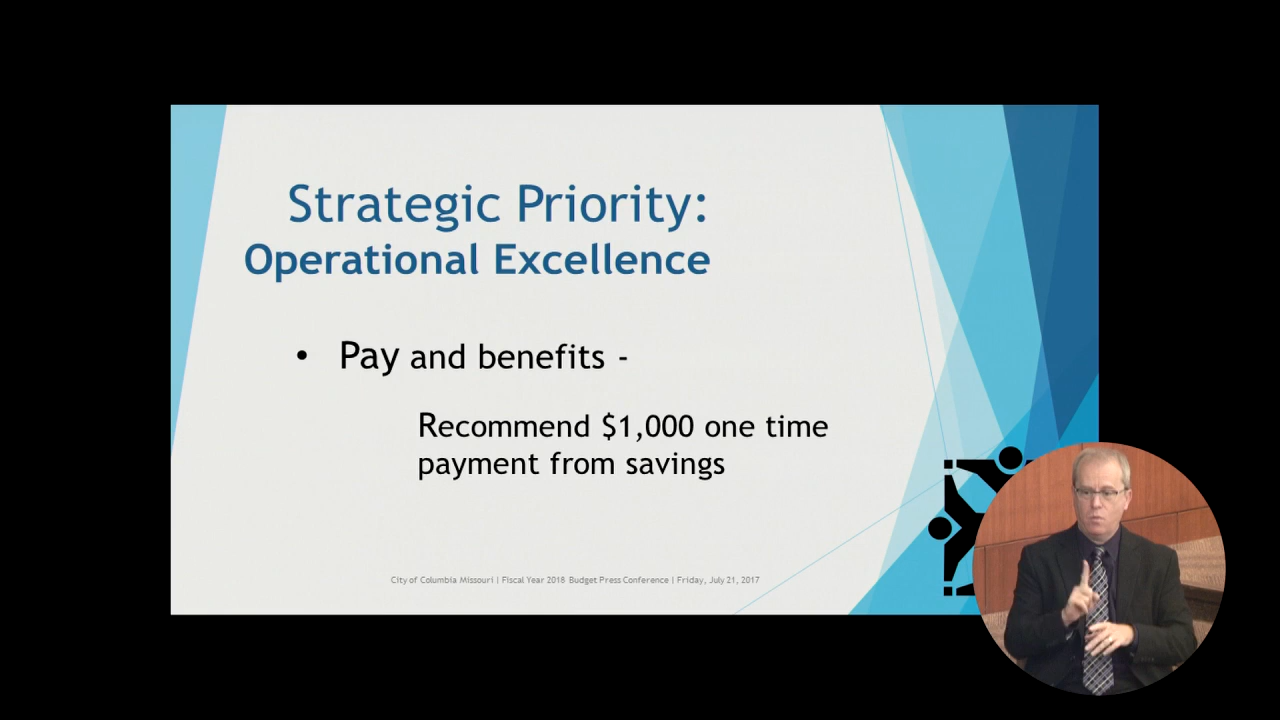 Strategic Priority:
Operational Excellence
• Pay and benefits -
Recommend $1,000 one time
payment from savings
City of Columbia Missouri | Fiscal Year 2018 Budget Press Conference | Friday, July 21, 2017